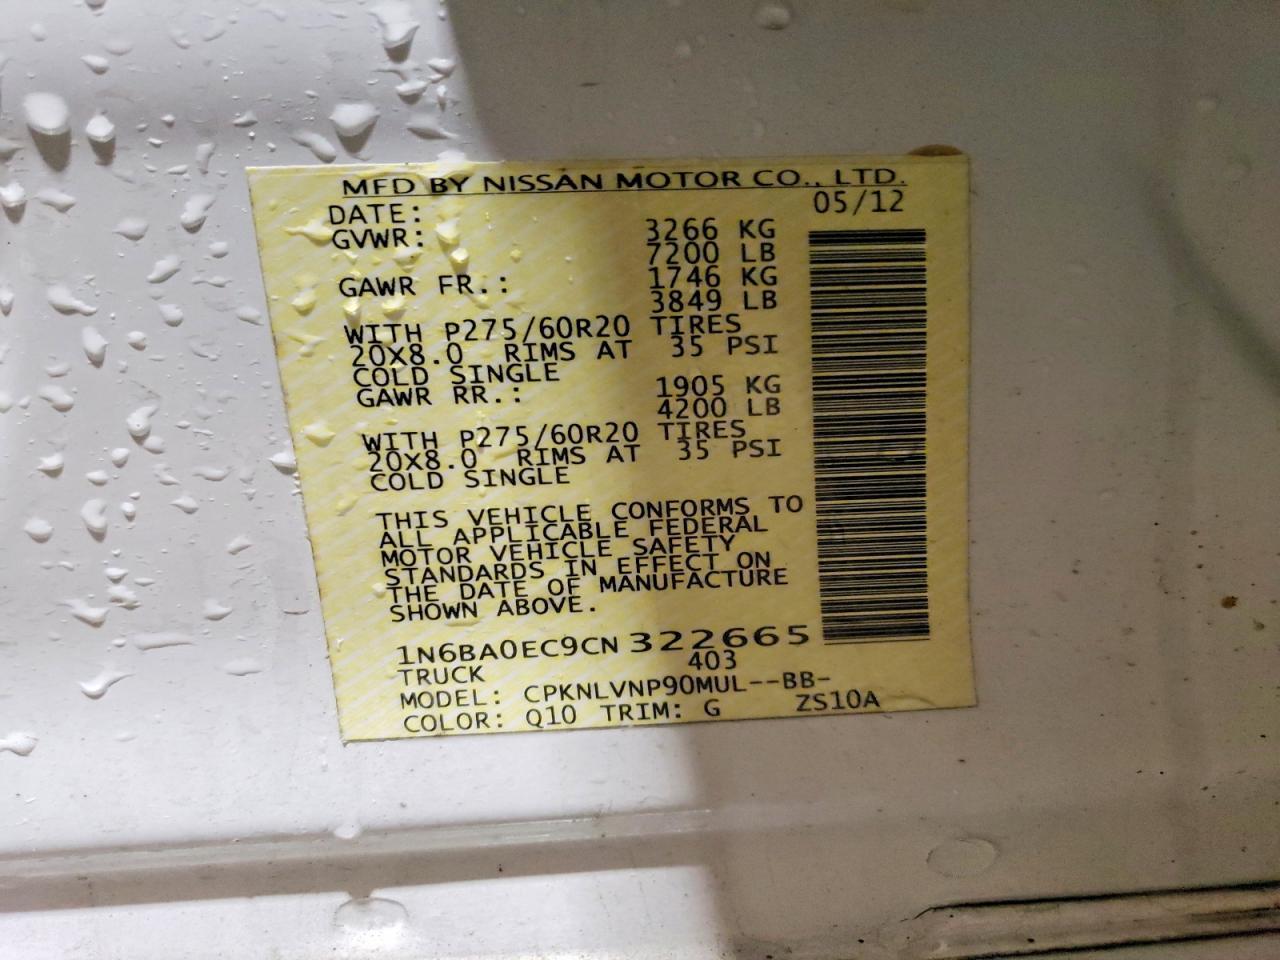 MFD BY NISSAN MOTOR CO., LTD.
DATE: 05/12
GVWR: 3266 KG
7200 LB
GAWR FR.: 1746 KG
3849 LB
WITH P275/60R20 TIRES
20X8.0 RIMS AT 35 PSI
COLD SINGLE
GAWR RR.: 1905 KG
4200 LB
WITH P275/60R20 TIRES
20X8.0 RIMS AT 35 PSI
COLD SINGLE
THIS VEHICLE CONFORMS TO
ALL APPLICABLE FEDERAL
MOTOR VEHICLE SAFETY
STANDARDS IN EFFECT ON
THE DATE OF MANUFACTURE
SHOWN ABOVE.
1N6BA0EC9CN 322665
TRUCK 403
MODEL: CPKNLVNP90MUL--BB-
COLOR: Q10 TRIM: G ZS10A